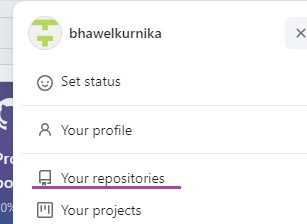 bhawelkurnika
Set status
Your profile
Your repositories
Your projects